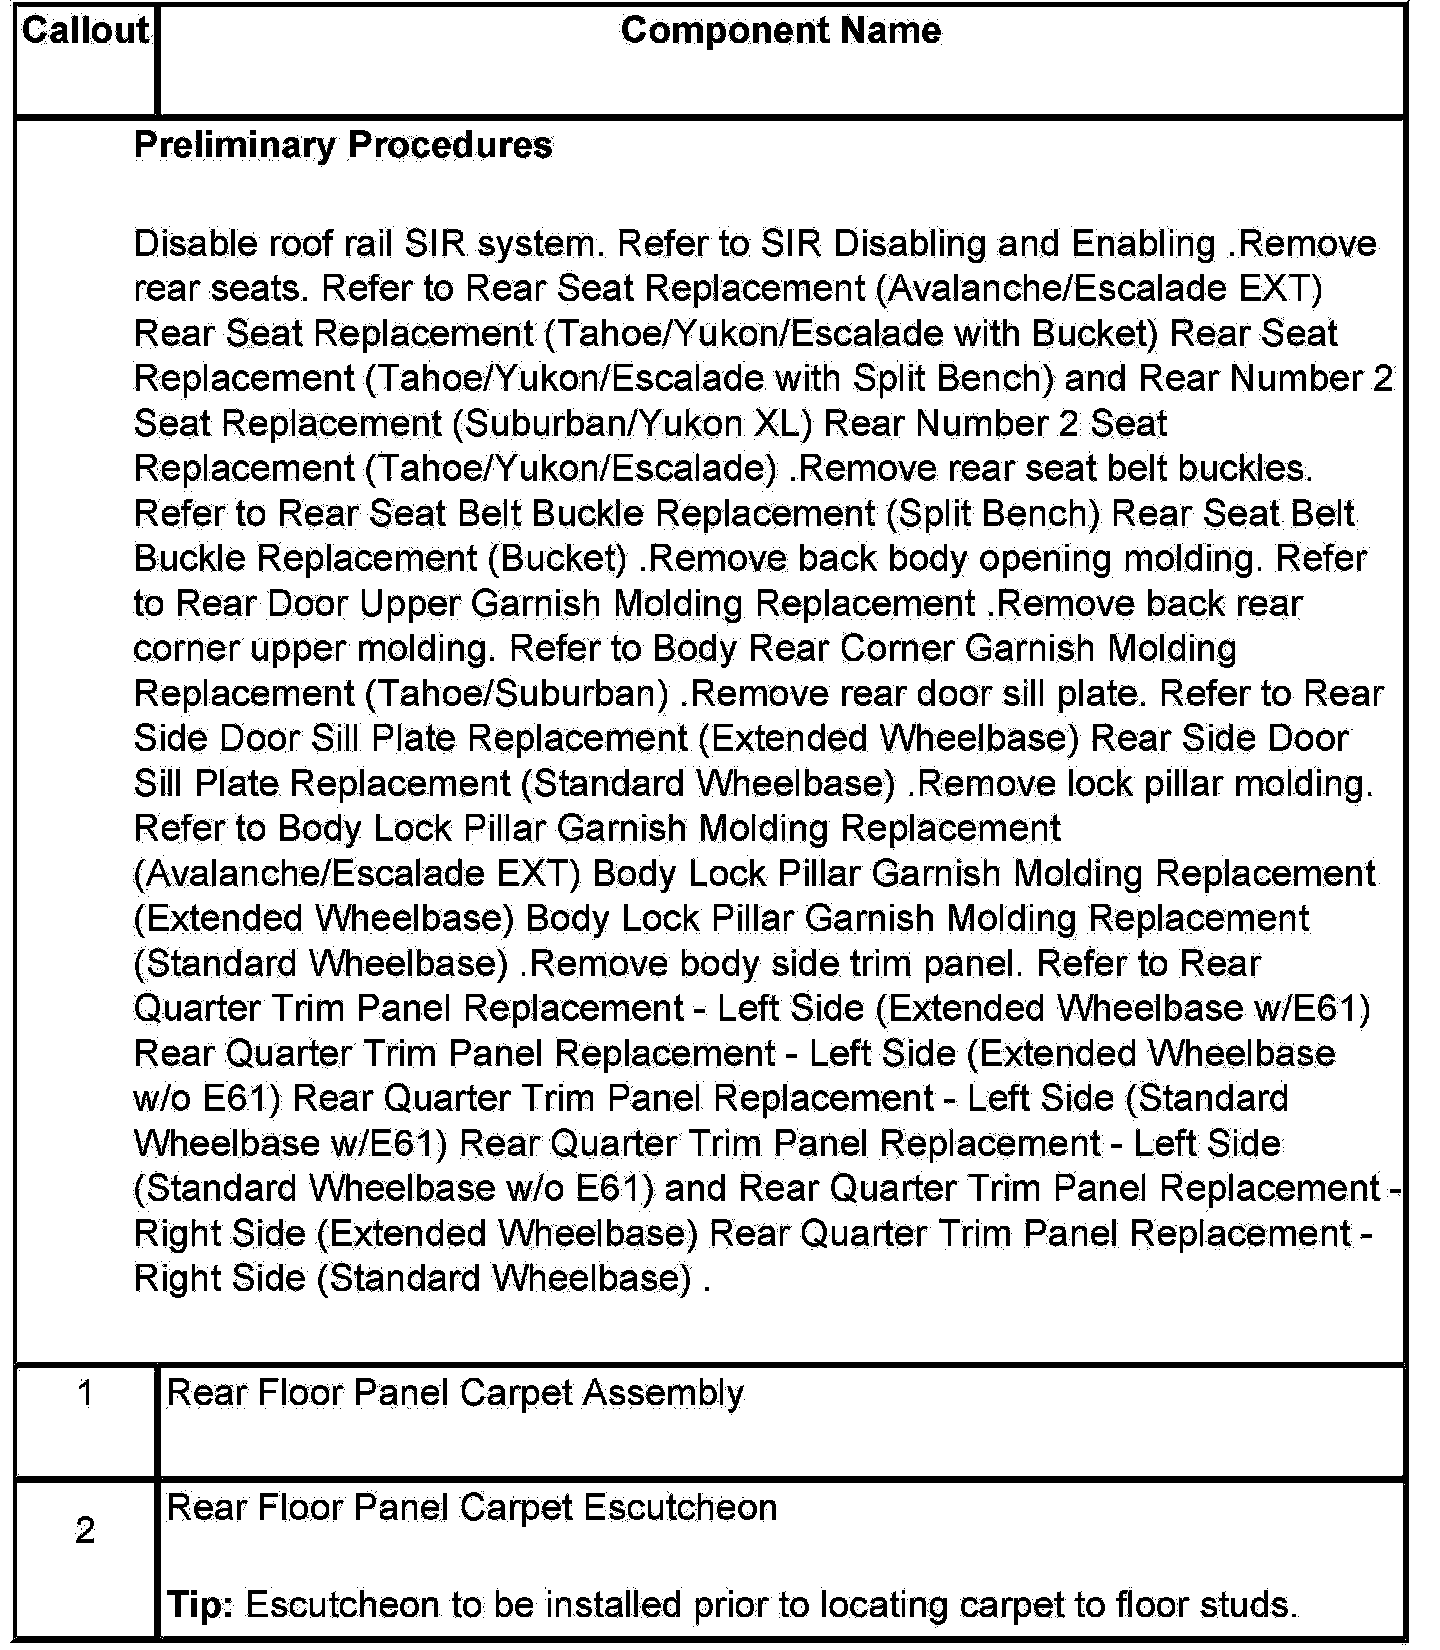 Callout Component Name
Preliminary Procedures
Disable roof rail SIR system. Refer to SIR Disabling and Enabling .Remove
rear seats. Refer to Rear Seat Replacement (Avalanche/Escalade EXT)
Rear Seat Replacement (Tahoe/Yukon/Escalade with Bucket) Rear Seat
Replacement (Tahoe/Yukon/Escalade with Split Bench) and Rear Number 2
Seat Replacement (Suburban/Yukon XL) Rear Number 2 Seat
Replacement (Tahoe/Yukon/Escalade) .Remove rear seat belt buckles.
Refer to Rear Seat Belt Buckle Replacement (Split Bench) Rear Seat Belt
Buckle Replacement (Bucket) .Remove back body opening molding. Refer
to Rear Door Upper Garnish Molding Replacement .Remove back rear
corner upper molding. Refer to Body Rear Corner Garnish Molding
Replacement (Tahoe/Suburban) .Remove rear door sill plate. Refer to Rear
Side Door Sill Plate Replacement (Extended Wheelbase) Rear Side Door
Sill Plate Replacement (Standard Wheelbase) .Remove lock pillar molding.
Refer to Body Lock Pillar Garnish Molding Replacement
(Avalanche/Escalade EXT) Body Lock Pillar Garnish Molding Replacement
(Extended Wheelbase) Body Lock Pillar Garnish Molding Replacement
(Standard Wheelbase) .Remove body side trim panel. Refer to Rear
Quarter Trim Panel Replacement - Left Side (Extended Wheelbase w/E61)
Rear Quarter Trim Panel Replacement - Left Side (Extended Wheelbase
w/o E61) Rear Quarter Trim Panel Replacement - Left Side (Standard
Wheelbase w/E61) Rear Quarter Trim Panel Replacement - Left Side
(Standard Wheelbase w/o E61) and Rear Quarter Trim Panel Replacement -
Right Side (Extended Wheelbase) Rear Quarter Trim Panel Replacement -
Right Side (Standard Wheelbase) .
1 Rear Floor Panel Carpet Assembly
2 Rear Floor Panel Carpet Escutcheon
Tip: Escutcheon to be installed prior to locating carpet to floor studs.